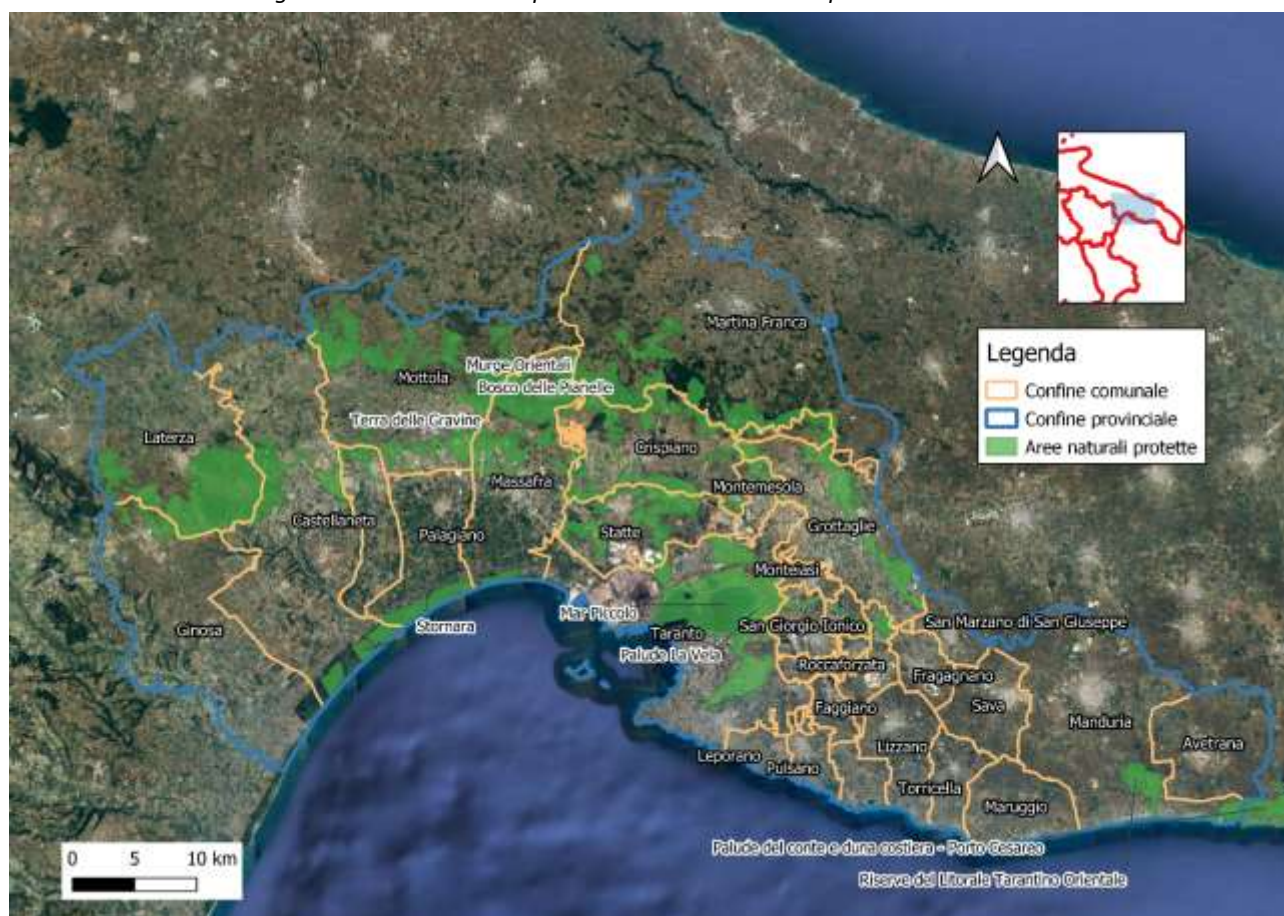 Legenda
Confine comunale
Confine provinciale
Aree naturali protette
Martina Franca
Murge Orientali
Mottola
Bosco delle Pianelle
Terra delle Gravine
Laterza
Crispiano
Massafra
Montemesola
Castellaneta
Palagiano
Statte
Grottaglie
Monteiasi
Mar Piccolo
Ginosa
Stornara
Taranto
San Giorgio Ionico
San Marzano di San Giuseppe
Palude La Vela
Roccaforzata
Fragagnano
Faggiano
Sava
Manduria
Avetrana
Lizzano
Leporano
Pulsano
Torricella
Maruggio
Palude del conte e duna costiera - Porto Cesareo
Riserve del Litorale Tarantino Orientale
0 5 10 km